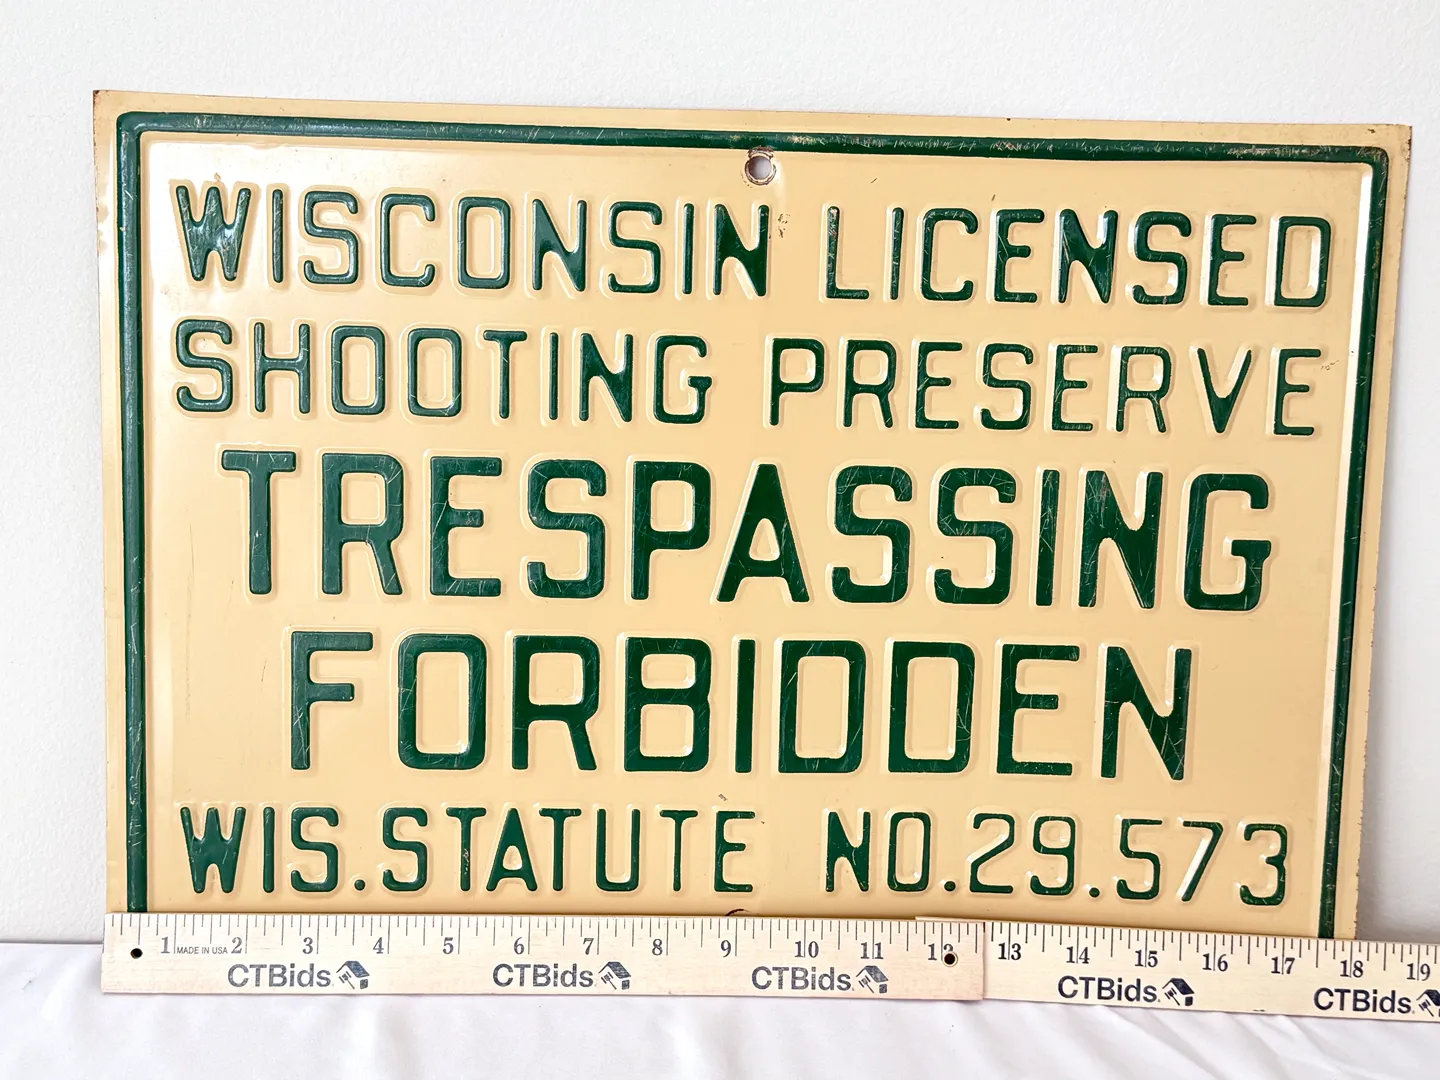 WISCONSIN LICENSED
SHOOTING PRESERVE
TRESPASSING
FORBIDDEN
WIS.STATUTE NO.29.573
1 MADE IN USA 2 3 4 5 6 7 8 9 10 11 12 13 14 15 16 17 18 19
CTBids CTBids CTBids CTBids CTBids